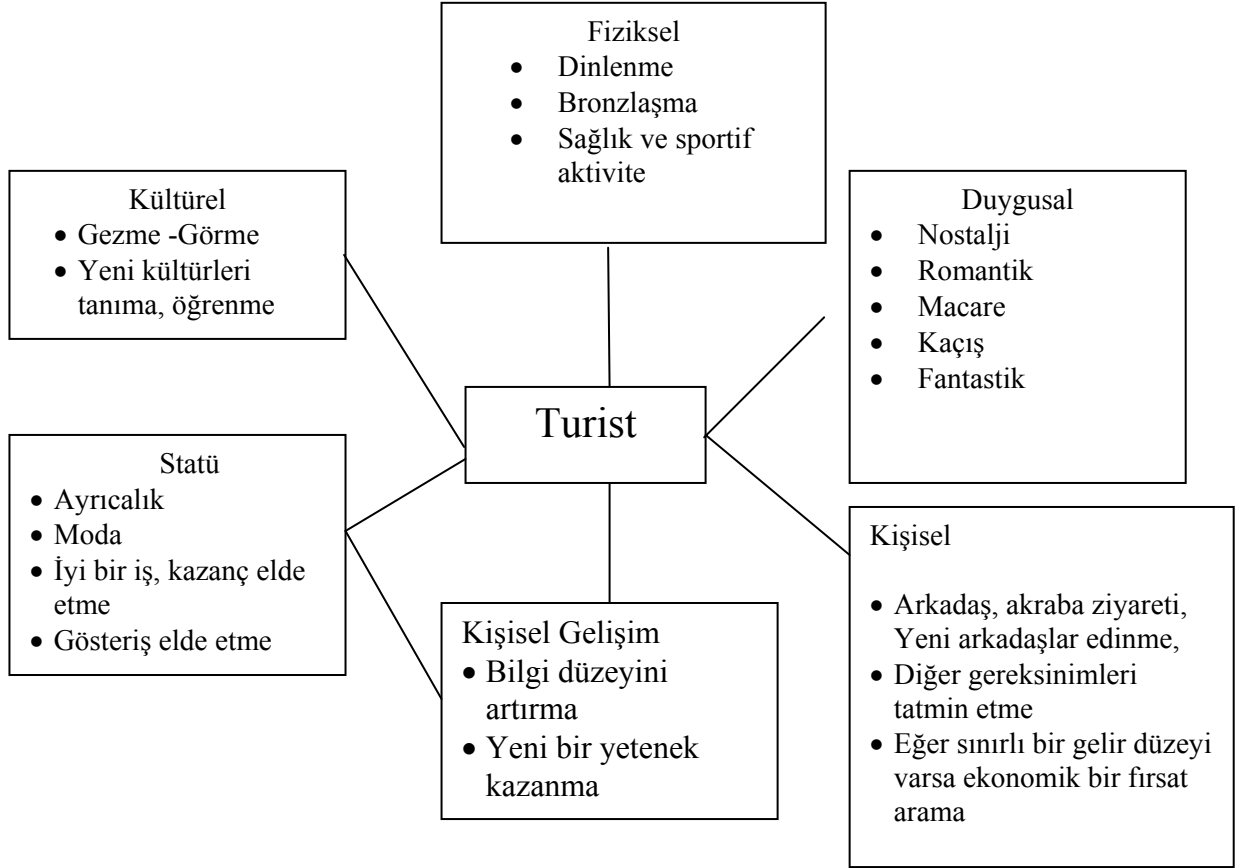 Fiziksel
• Dinlenme
• Bronzlaşma
• Sağlık ve sportif
aktivite
Kültürel
• Gezme -Görme
• Yeni kültürleri
tanıma, öğrenme
Duygusal
• Nostalji
• Romantik
• Macare
• Kaçış
• Fantastik
Turist
Statü
• Ayrıcalık
• Moda
• İyi bir iş, kazanç elde
etme
• Gösteriş elde etme
Kişisel Gelişim
• Bilgi düzeyini
artırma
• Yeni bir yetenek
kazanma
Kişisel
• Arkadaş, akraba ziyareti,
Yeni arkadaşlar edinme,
• Diğer gereksinimleri
tatmin etme
• Eğer sınırlı bir gelir düzeyi
varsa ekonomik bir fırsat
arama